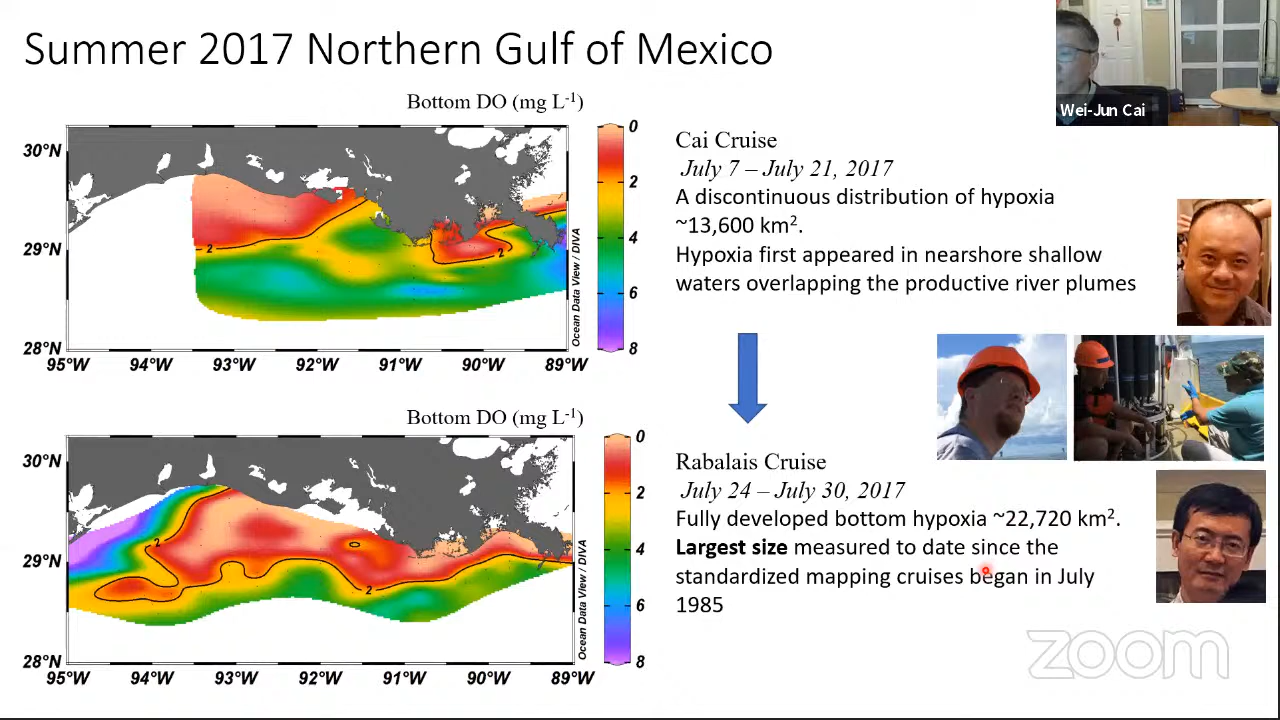 Summer 2017 Northern Gulf of Mexico
Wei-Jun Cai
Bottom DO (mg L⁻¹)
30°N
29°N
28°N
95°W 94°W 93°W 92°W 91°W 90°W 89°W
2
2
Ocean Data View / DIVA
0
2
4
6
8
Cai Cruise
July 7 – July 21, 2017
A discontinuous distribution of hypoxia
~13,600 km².
Hypoxia first appeared in nearshore shallow
waters overlapping the productive river plumes
Bottom DO (mg L⁻¹)
30°N
29°N
28°N
95°W 94°W 93°W 92°W 91°W 90°W 89°W
2
2
Ocean Data View / DIVA
0
2
4
6
8
Rabalais Cruise
July 24 – July 30, 2017
Fully developed bottom hypoxia ~22,720 km².
Largest size measured to date since the
standardized mapping cruises began in July
1985
zoom